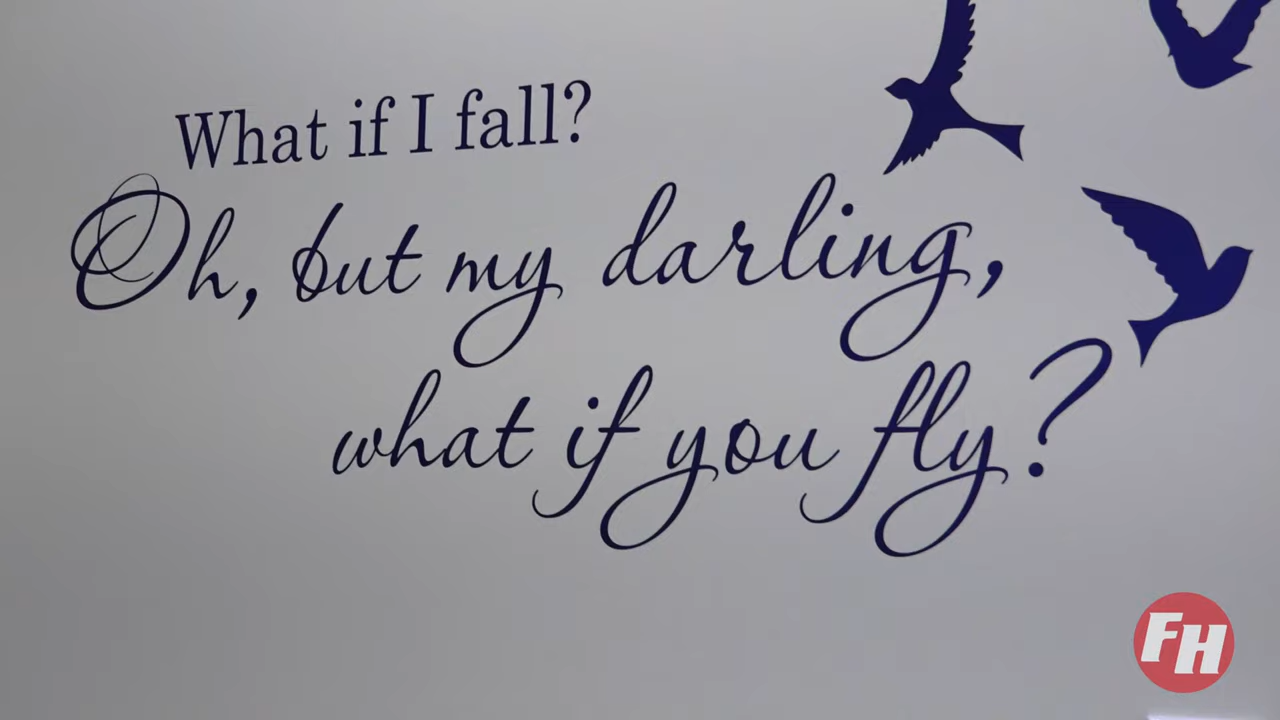 What if I fall?
Oh, but my darling,
what if you fly?
FH